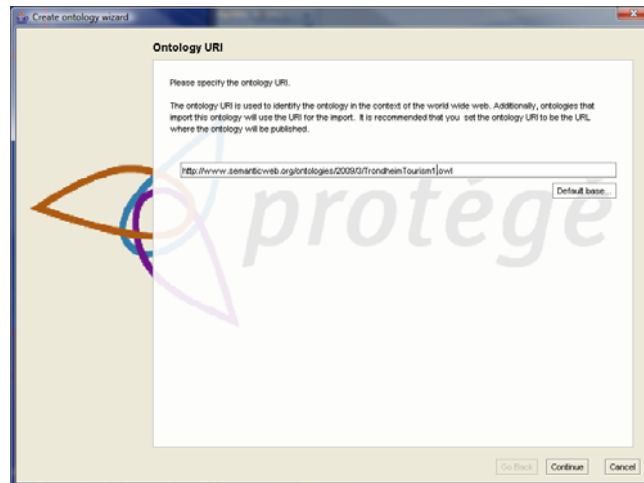 Create ontology wizard
Ontology URI
Please specify the ontology URI.
The ontology URI is used to identify the ontology in the context of the world wide web. Additionally, ontologies that
import this ontology will use the URI for the import. It is recommended that you set the ontology URI to be the URL
where the ontology will be published.
http://www.semanticweb.org/ontologies/2009/3/TrondheimTourism1.owl
Default base...
protégé
Go Back Continue Cancel